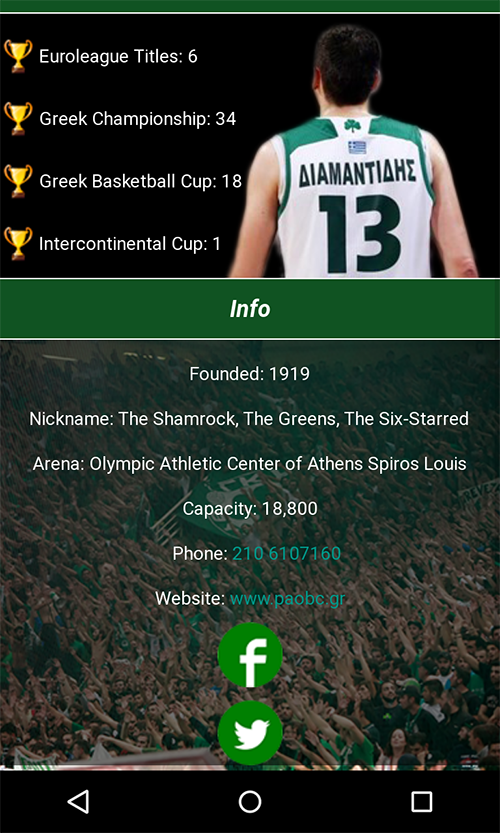 Euroleague Titles: 6
Greek Championship: 34
Greek Basketball Cup: 18
Intercontinental Cup: 1
ΔΙΑΜΑΝΤΙΔΗΣ
13
Info
Founded: 1919
Nickname: The Shamrock, The Greens, The Six-Starred
Arena: Olympic Athletic Center of Athens Spiros Louis
Capacity: 18,800
Phone: 210 6107160
Website: www.paobc.gr